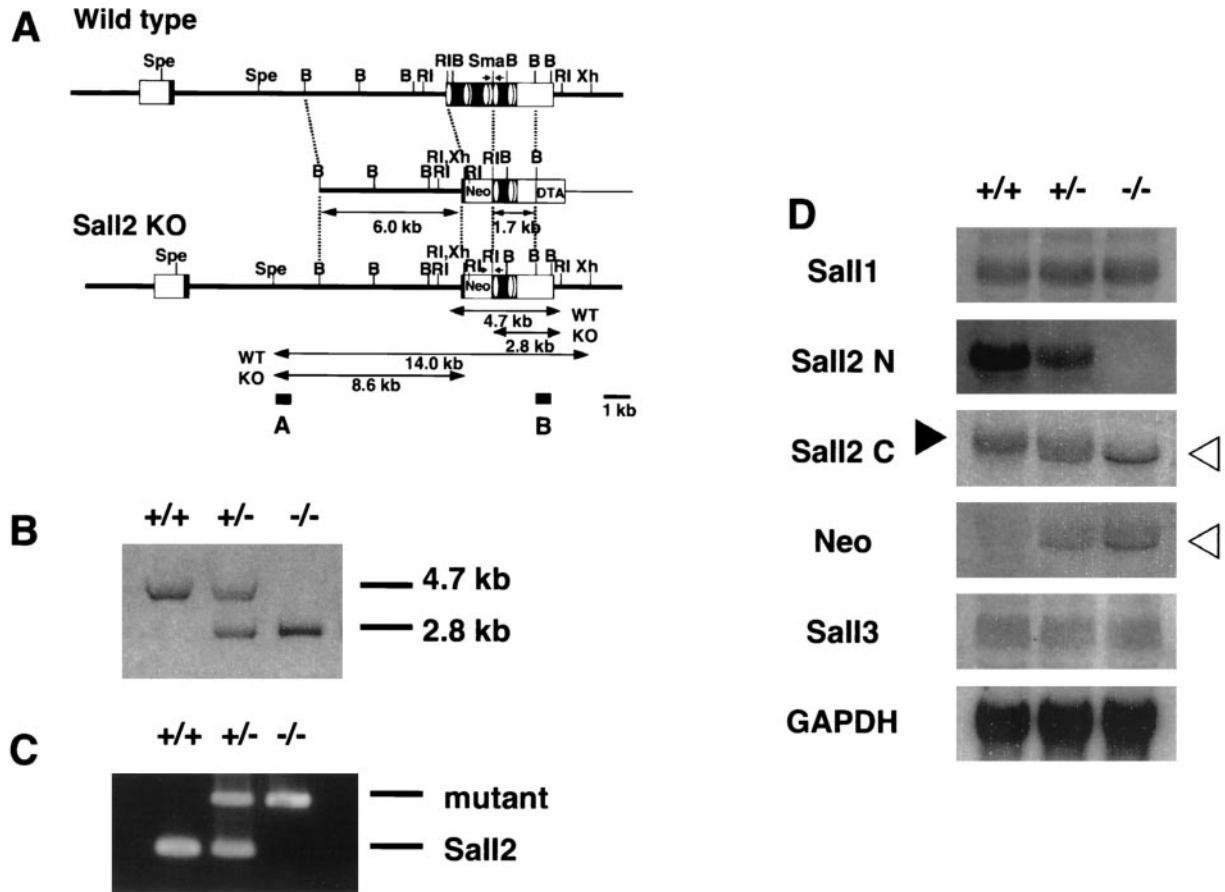 A Wild type
Spe Spe B B B RI RIB Sma B B B RI Xh
B B B RI RI,Xh RI RIB B
Neo DTA
6.0 kb 1.7 kb
Sall2 KO
Spe Spe B B B RI RI,Xh RI RI B B B RI Xh
Neo
4.7 kb WT
KO
2.8 kb
WT
14.0 kb
KO
8.6 kb
1 kb
A B
B
+/+ +/- -/-
4.7 kb
2.8 kb
C
+/+ +/- -/-
mutant
Sall2
D
+/+ +/- -/-
Sall1
Sall2 N
Sall2 C
Neo
Sall3
GAPDH